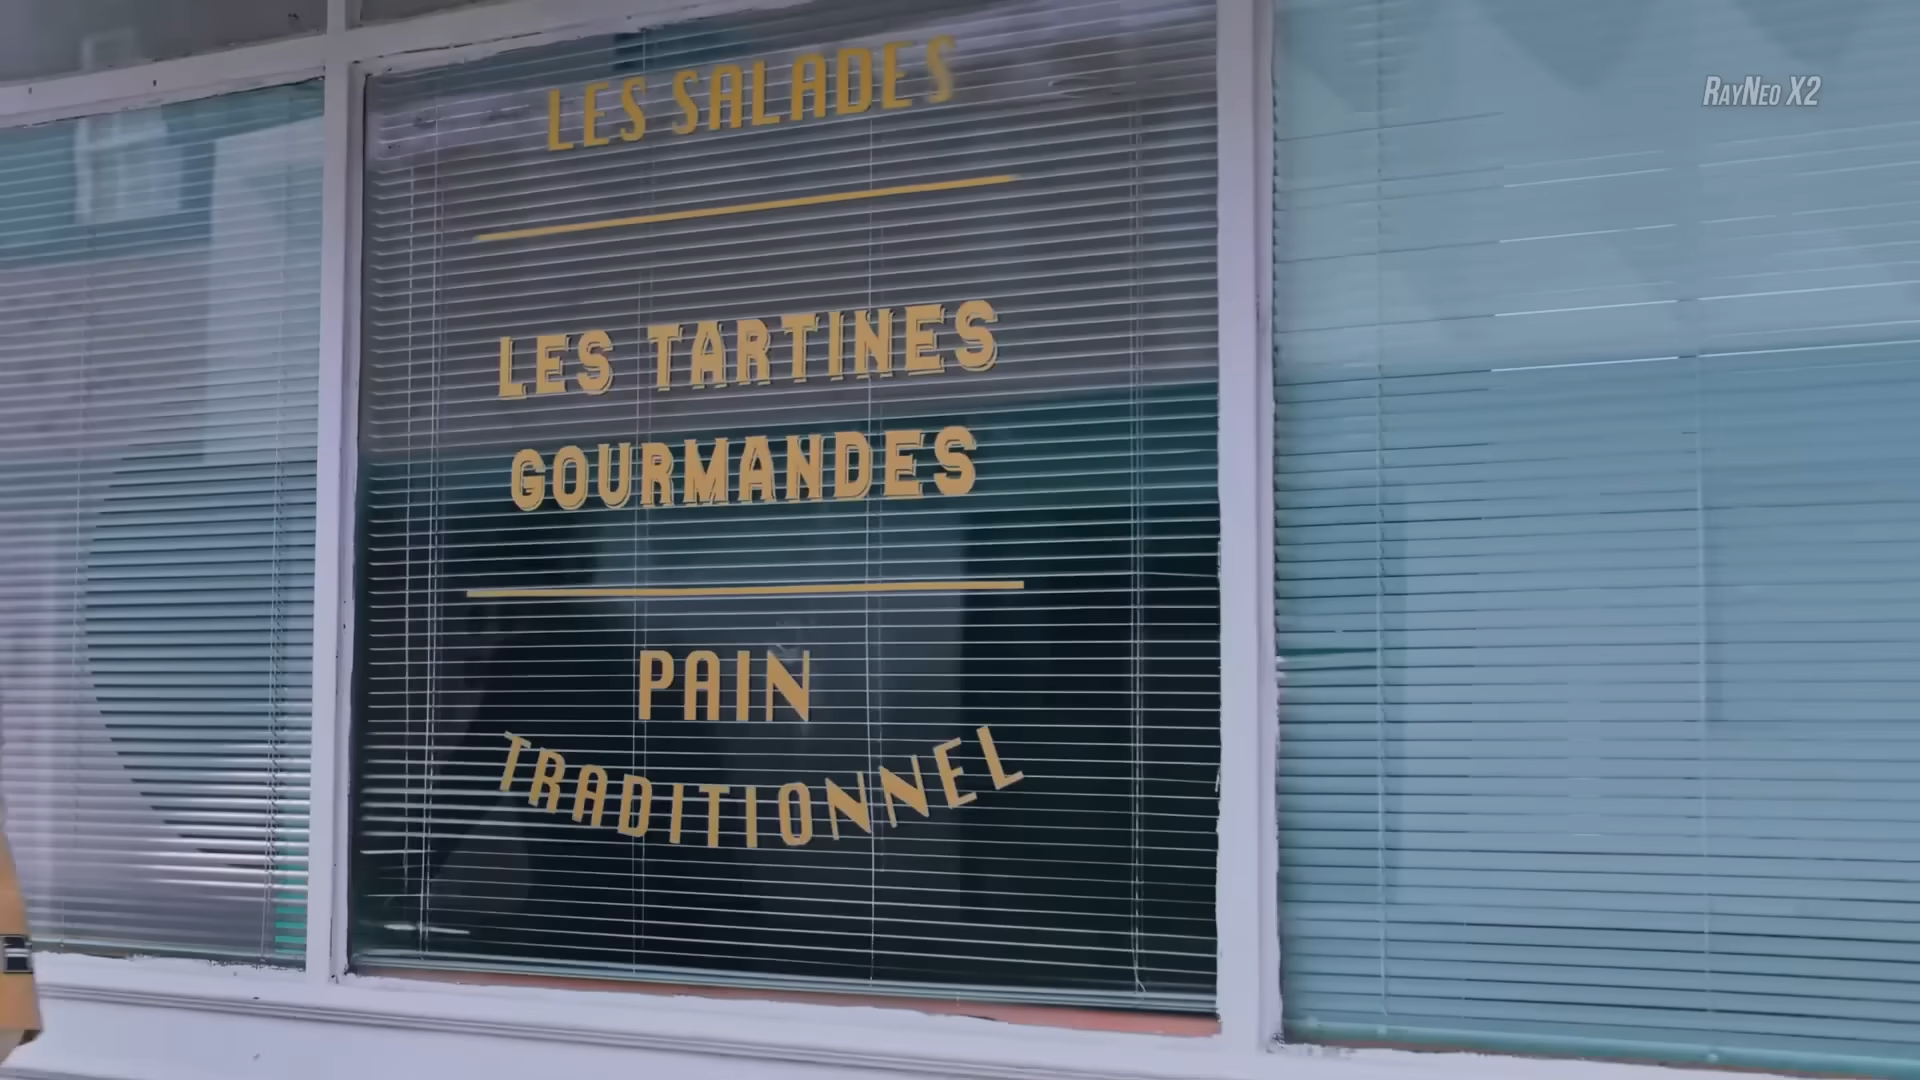 LES SALADES
RAYNEO X2
LES TARTINES
GOURMANDES
PAIN
TRADITIONNEL